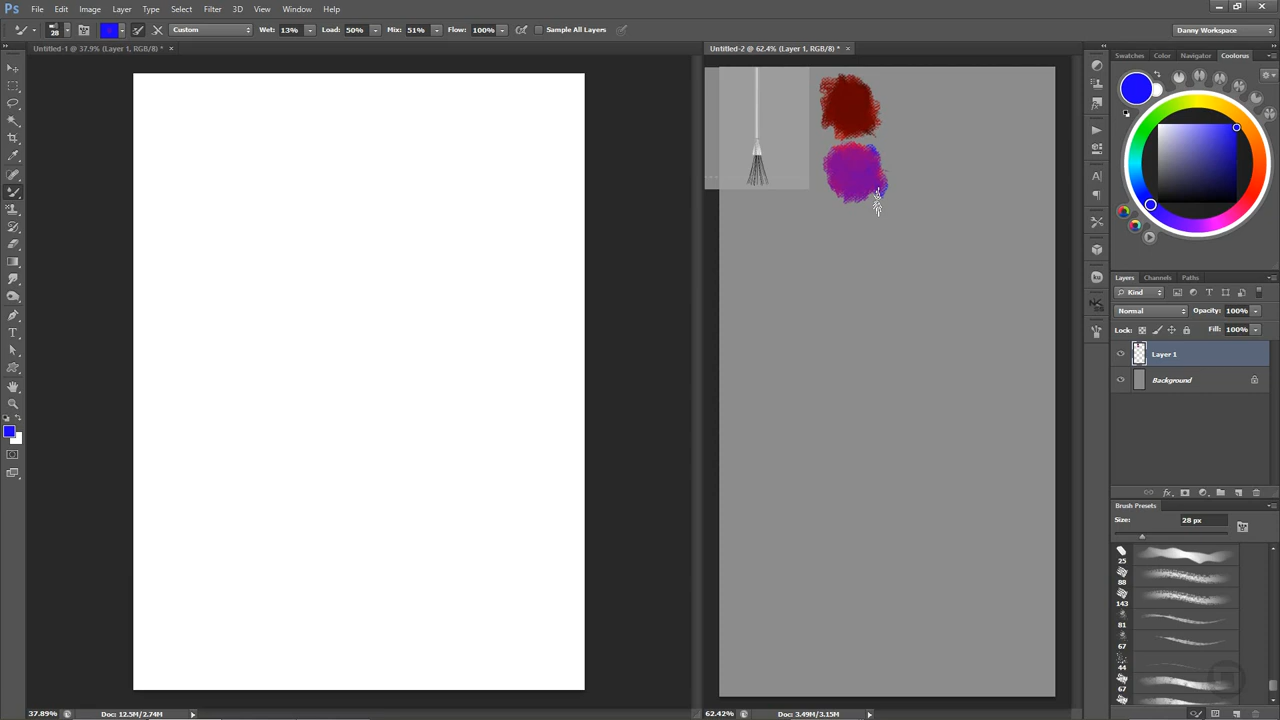 Ps File Edit Image Layer Type Select Filter 3D View Window Help
28 Custom Wet: 13% Load: 50% Mix: 51% Flow: 100% Sample All Layers Danny Workspace
Untitled-1 @ 37.9% (Layer 1, RGB/8) * × Untitled-2 @ 62.4% (Layer 1, RGB/8) * ×
Swatches Color Navigator Coolorus
Layers Channels Paths
Kind
Normal Opacity: 100%
Lock: Fill: 100%
Layer 1
Background
Brush Presets
Size: 28 px
25
88
143
81
67
44
67
37.89% Doc: 12.5M/2.74M 62.42% Doc: 3.49M/3.15M